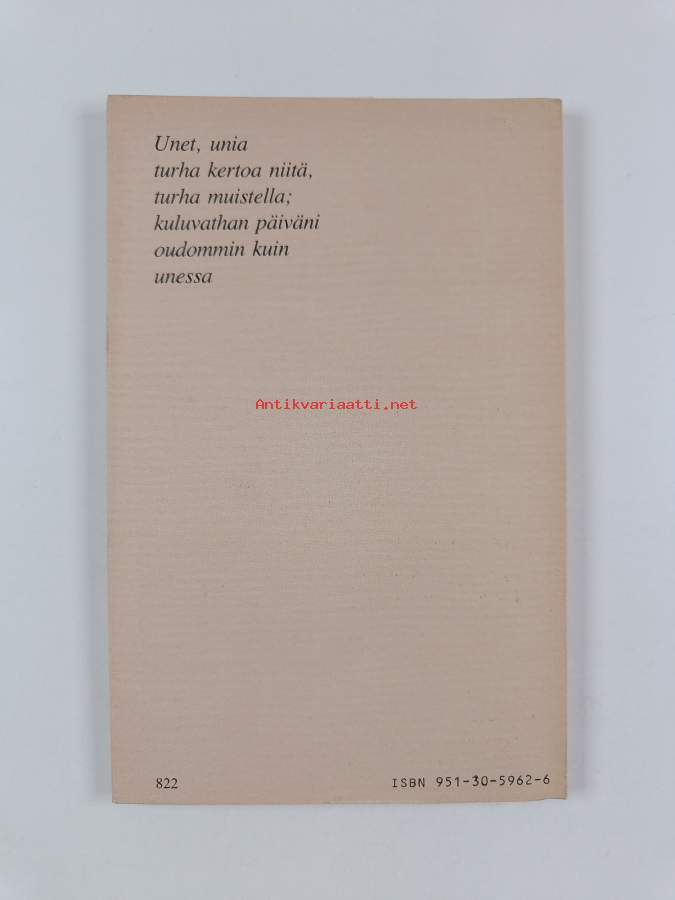 Unet, unia
turha kertoa niitä,
turha muistella;
kuluvathan päiväni
oudommin kuin
unessa
Antikvariaatti.net
822
ISBN 951-30-5962-6